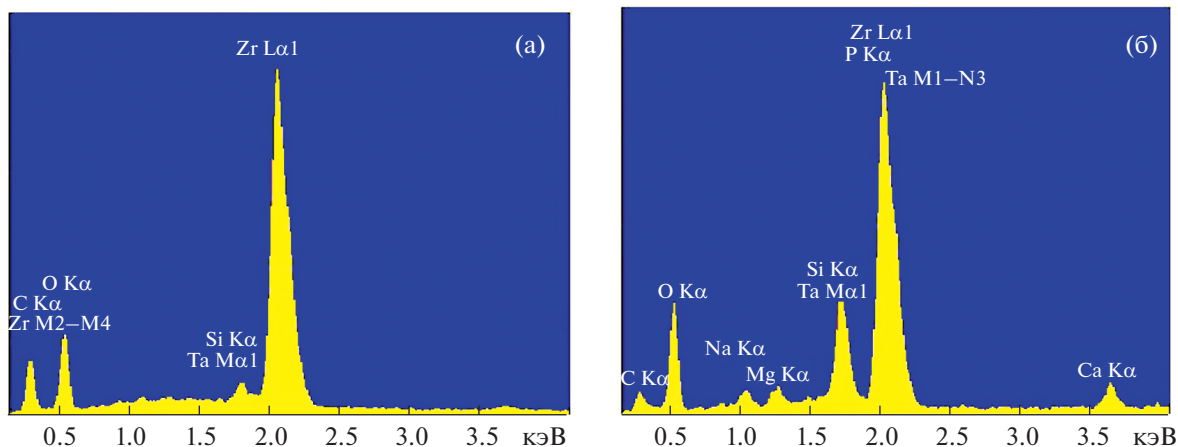 (а)
Zr Lα1
O Kα
C Kα
Zr M2–M4
Si Kα
Ta Mα1
0.5 1.0 1.5 2.0 2.5 3.0 3.5 кэВ
(б)
Zr Lα1
P Kα
Ta M1–N3
Si Kα
Ta Mα1
O Kα
Na Kα
Mg Kα
C Kα
Ca Kα
0.5 1.0 1.5 2.0 2.5 3.0 3.5 кэВ